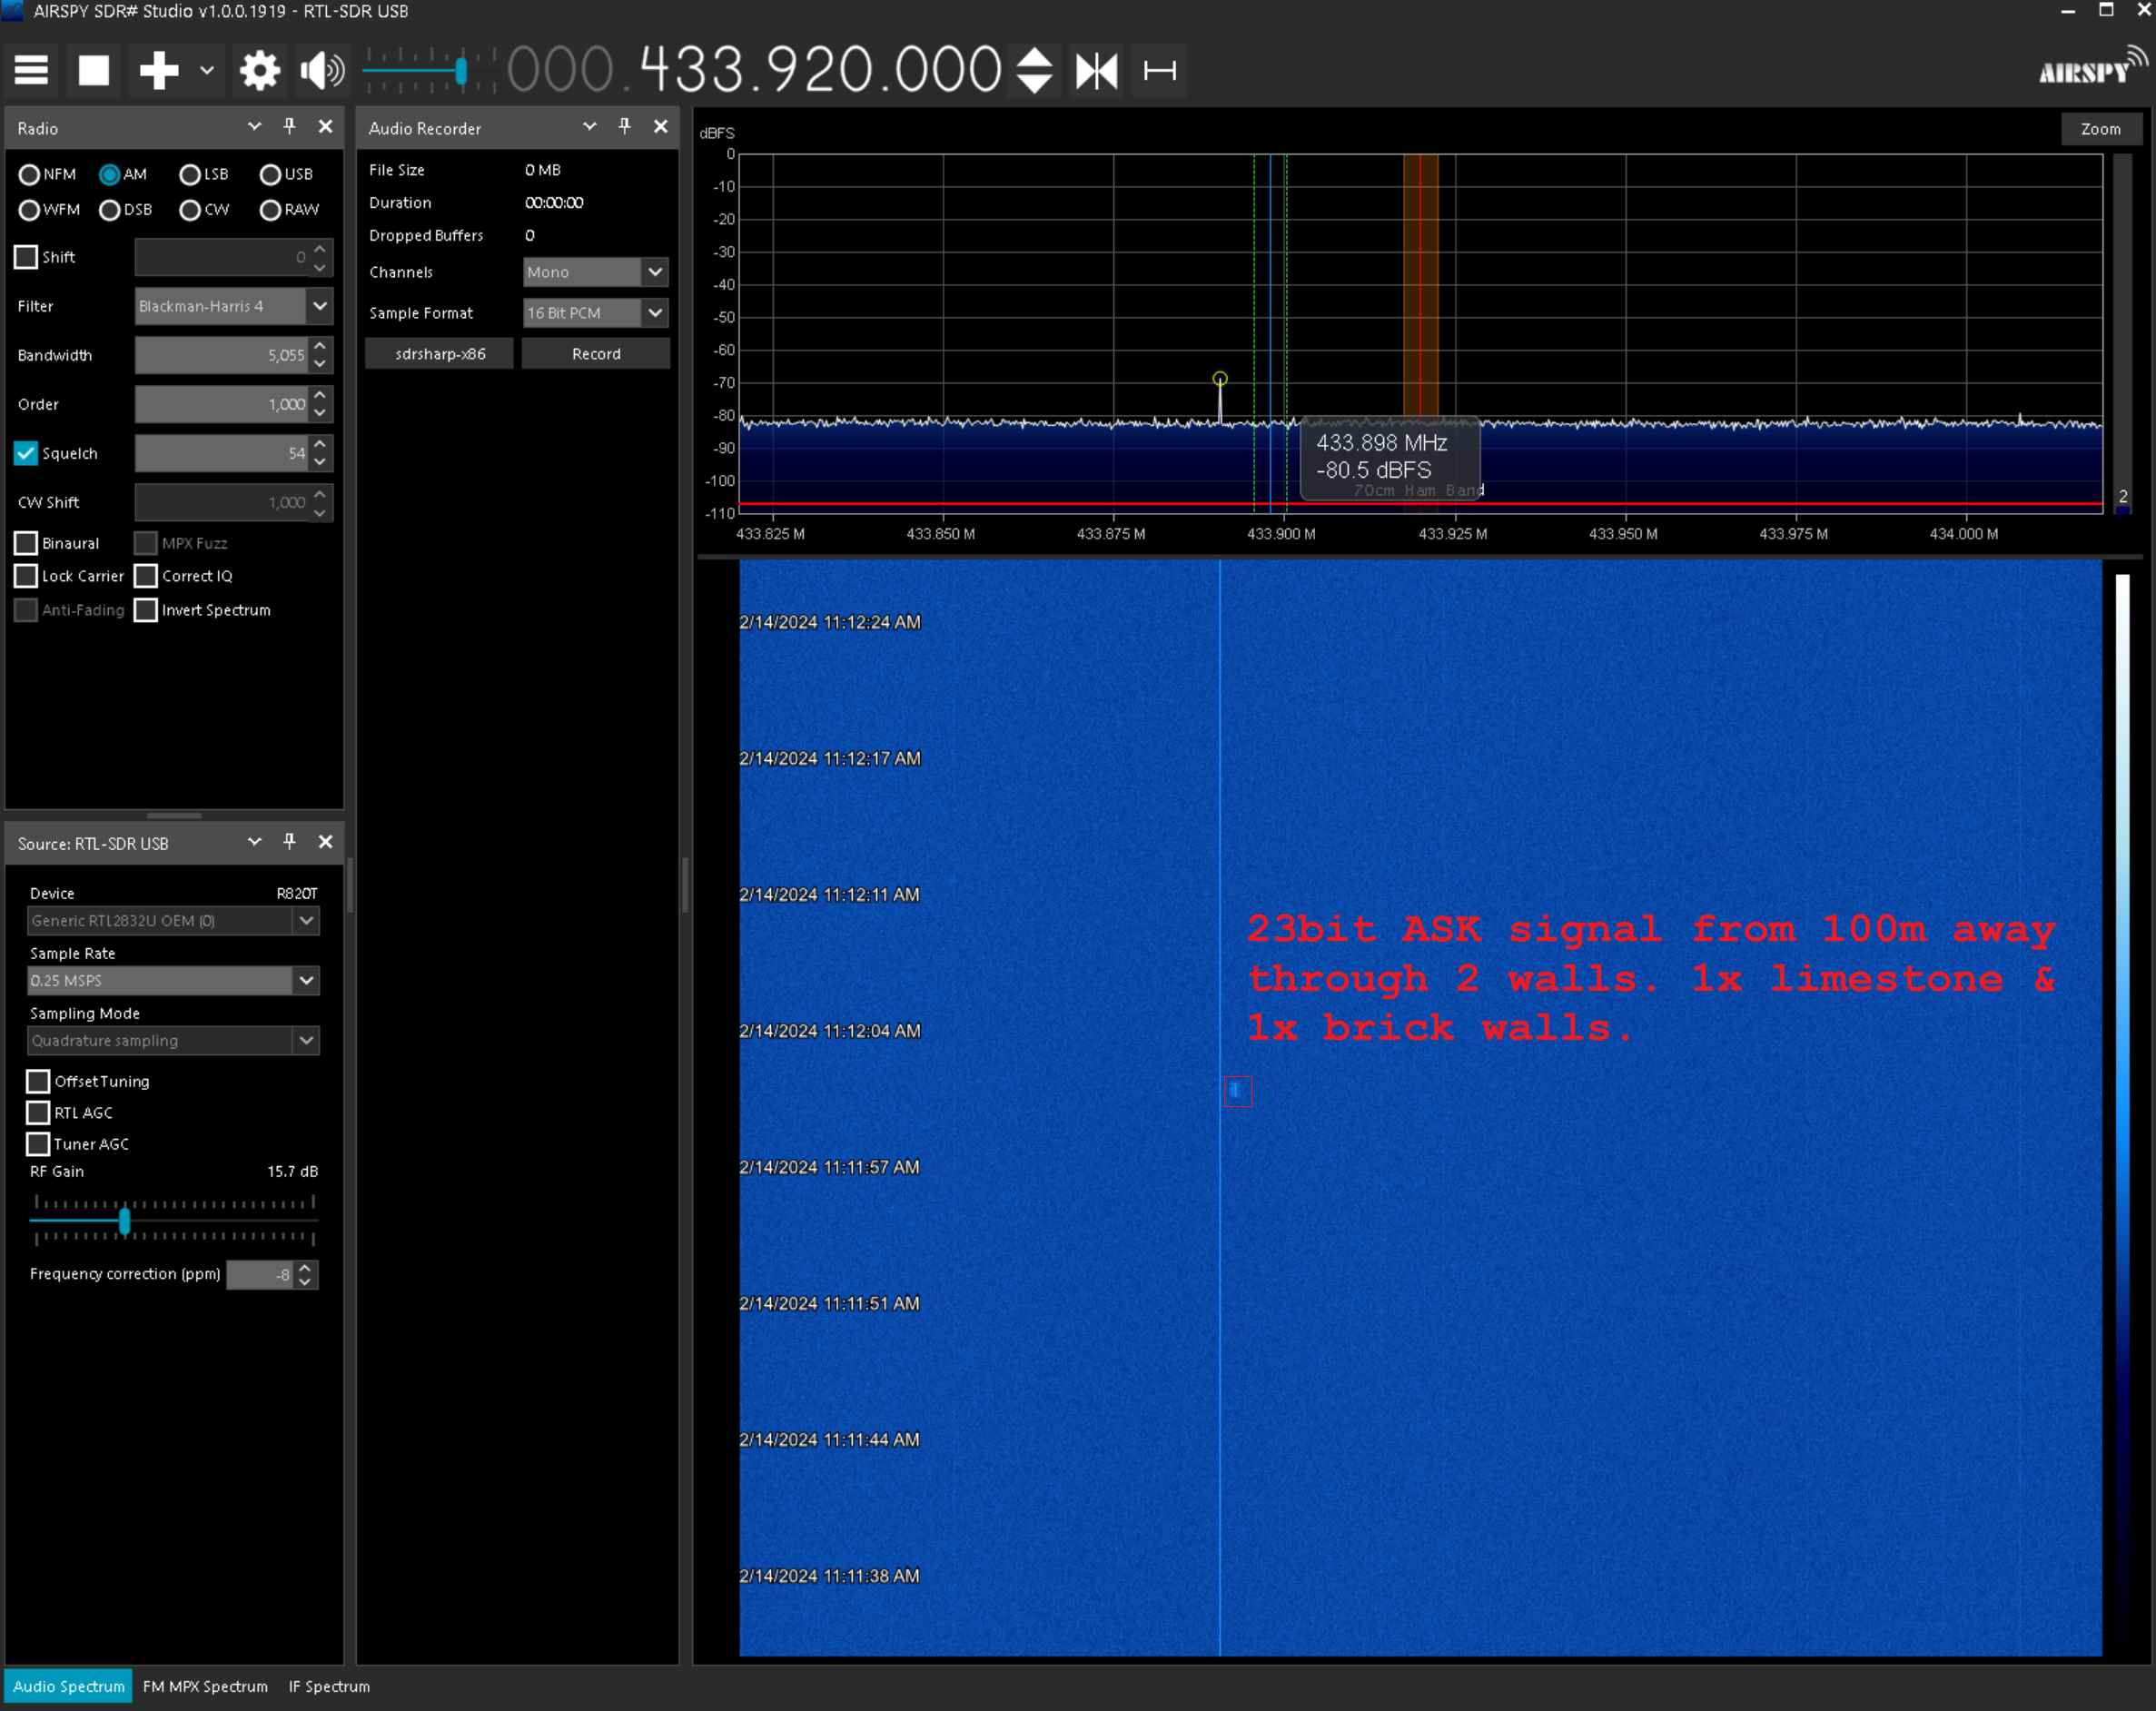 AIRSPY SDR# Studio v1.0.0.1919 - RTL-SDR USB
000.433.920.000
AIRSPY
Radio
NFM AM LSB USB
WFM DSB CW RAW
Shift 0
Filter Blackman-Harris 4
Bandwidth 5,055
Order 1,000
Squelch 54
CW Shift 1,000
Binaural MPX Fuzz
Lock Carrier Correct IQ
Anti-Fading Invert Spectrum
Source: RTL-SDR USB
Device R820T
Generic RTL2832U OEM (0)
Sample Rate
0.25 MSPS
Sampling Mode
Quadrature sampling
Offset Tuning
RTL AGC
Tuner AGC
RF Gain 15.7 dB
Frequency correction (ppm) -8
Audio Recorder
File Size 0 MB
Duration 00:00:00
Dropped Buffers 0
Channels Mono
Sample Format 16 Bit PCM
sdrsharp-x86 Record
dBFS
Zoom
0
-10
-20
-30
-40
-50
-60
-70
-80
-90
-100
-110
433.898 MHz
-80.5 dBFS
70cm Ham Band
2
433.825 M 433.850 M 433.875 M 433.900 M 433.925 M 433.950 M 433.975 M 434.000 M
2/14/2024 11:12:24 AM
2/14/2024 11:12:17 AM
2/14/2024 11:12:11 AM
23bit ASK signal from 100m away
through 2 walls. 1x limestone &
1x brick walls.
2/14/2024 11:12:04 AM
2/14/2024 11:11:57 AM
2/14/2024 11:11:51 AM
2/14/2024 11:11:44 AM
2/14/2024 11:11:38 AM
Audio Spectrum FM MPX Spectrum IF Spectrum